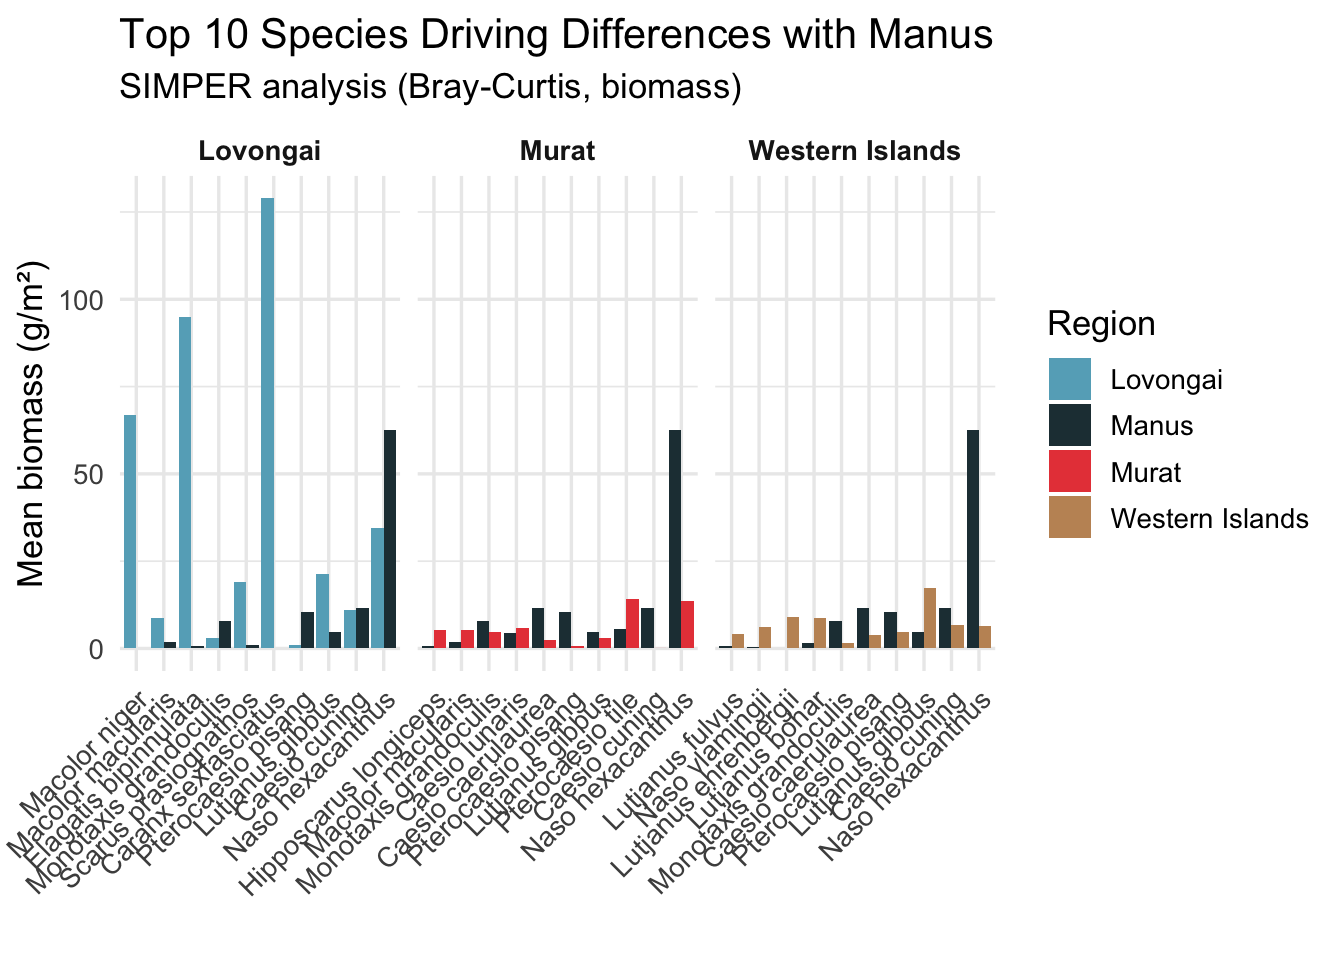 Top 10 Species Driving Differences with Manus
SIMPER analysis (Bray-Curtis, biomass)
Lovongai
Murat
Western Islands
Mean biomass (g/m²)
100
50
0
Macolor niger
Macolor macularis
Elagatis bipinnulata
Monotaxis grandoculis
Scarus prasiognathos
Caranx sexfasciatus
Pterocaesio pisang
Lutjanus gibbus
Caesio cuning
Naso hexacanthus
Hipposcarus longiceps
Macolor macularis
Monotaxis grandoculis
Caesio lunaris
Caesio caerulaurea
Pterocaesio pisang
Lutjanus gibbus
Pterocaesio tile
Caesio cuning
Naso hexacanthus
Lutjanus fulvus
Naso vlamingii
Lutjanus ehrenbergii
Lutjanus bohar
Monotaxis grandoculis
Caesio caerulaurea
Pterocaesio pisang
Lutjanus gibbus
Caesio cuning
Naso hexacanthus
Region
Lovongai
Manus
Murat
Western Islands